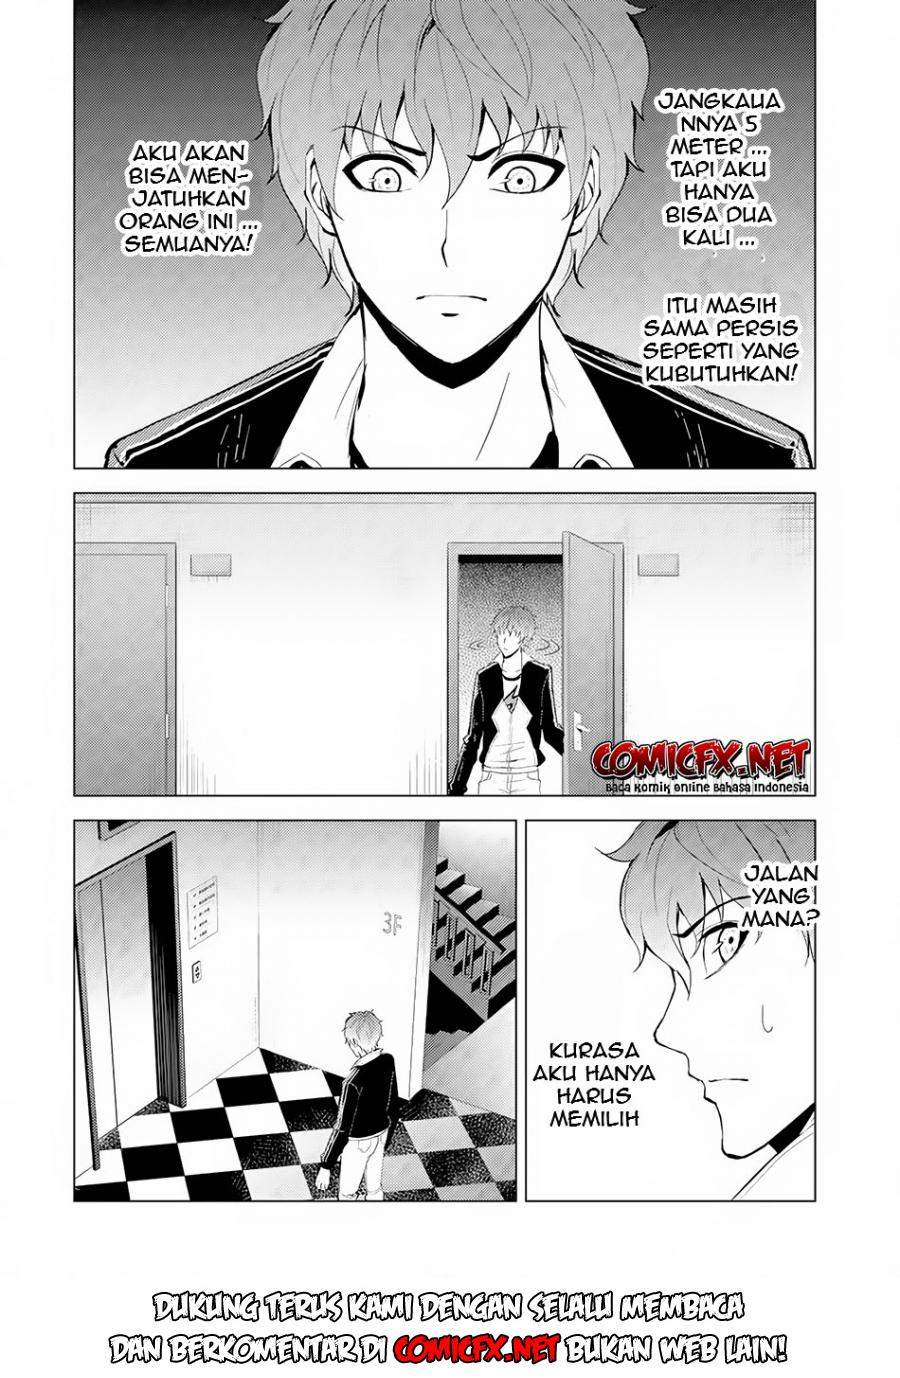 JANGKAUA
NNYA 5
METER ...
TAPI AKU
HANYA
BISA DUA
KALI ...
ITU MASIH
SAMA PERSIS
SEPERTI YANG
KUBUTUHKAN!
AKU AKAN
BISA MEN-
JATUHKAN
ORANG INI ...
SEMUANYA!
COMICFX.NET
Baca Komik Online Bahasa Indonesia
JALAN
YANG
MANA?
KURASA
AKU HANYA
HARUS
MEMILIH
3F
DUKUNG TERUS KAMI DENGAN SELALU MEMBACA
DAN BERKOMENTAR DI COMICFX.NET BUKAN WEB LAIN!